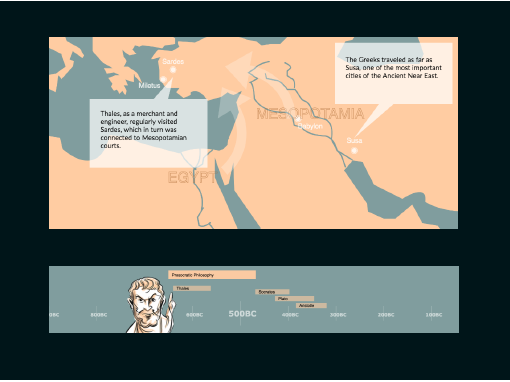 The Greeks traveled as far as
Susa, one of the most important
cities of the Ancient Near East.
Sardes
Miletus
Thales, as a merchant and
engineer, regularly visited
Sardes, which in turn was
connected to Mesopotamian
courts.
MESOPOTAMIA
Babylon
Susa
EGYPT
Presocratic Philosophy
Thales
Socrates
Plato
Aristotle
0BC 800BC 600BC 500BC 400BC 300BC 200BC 100BC